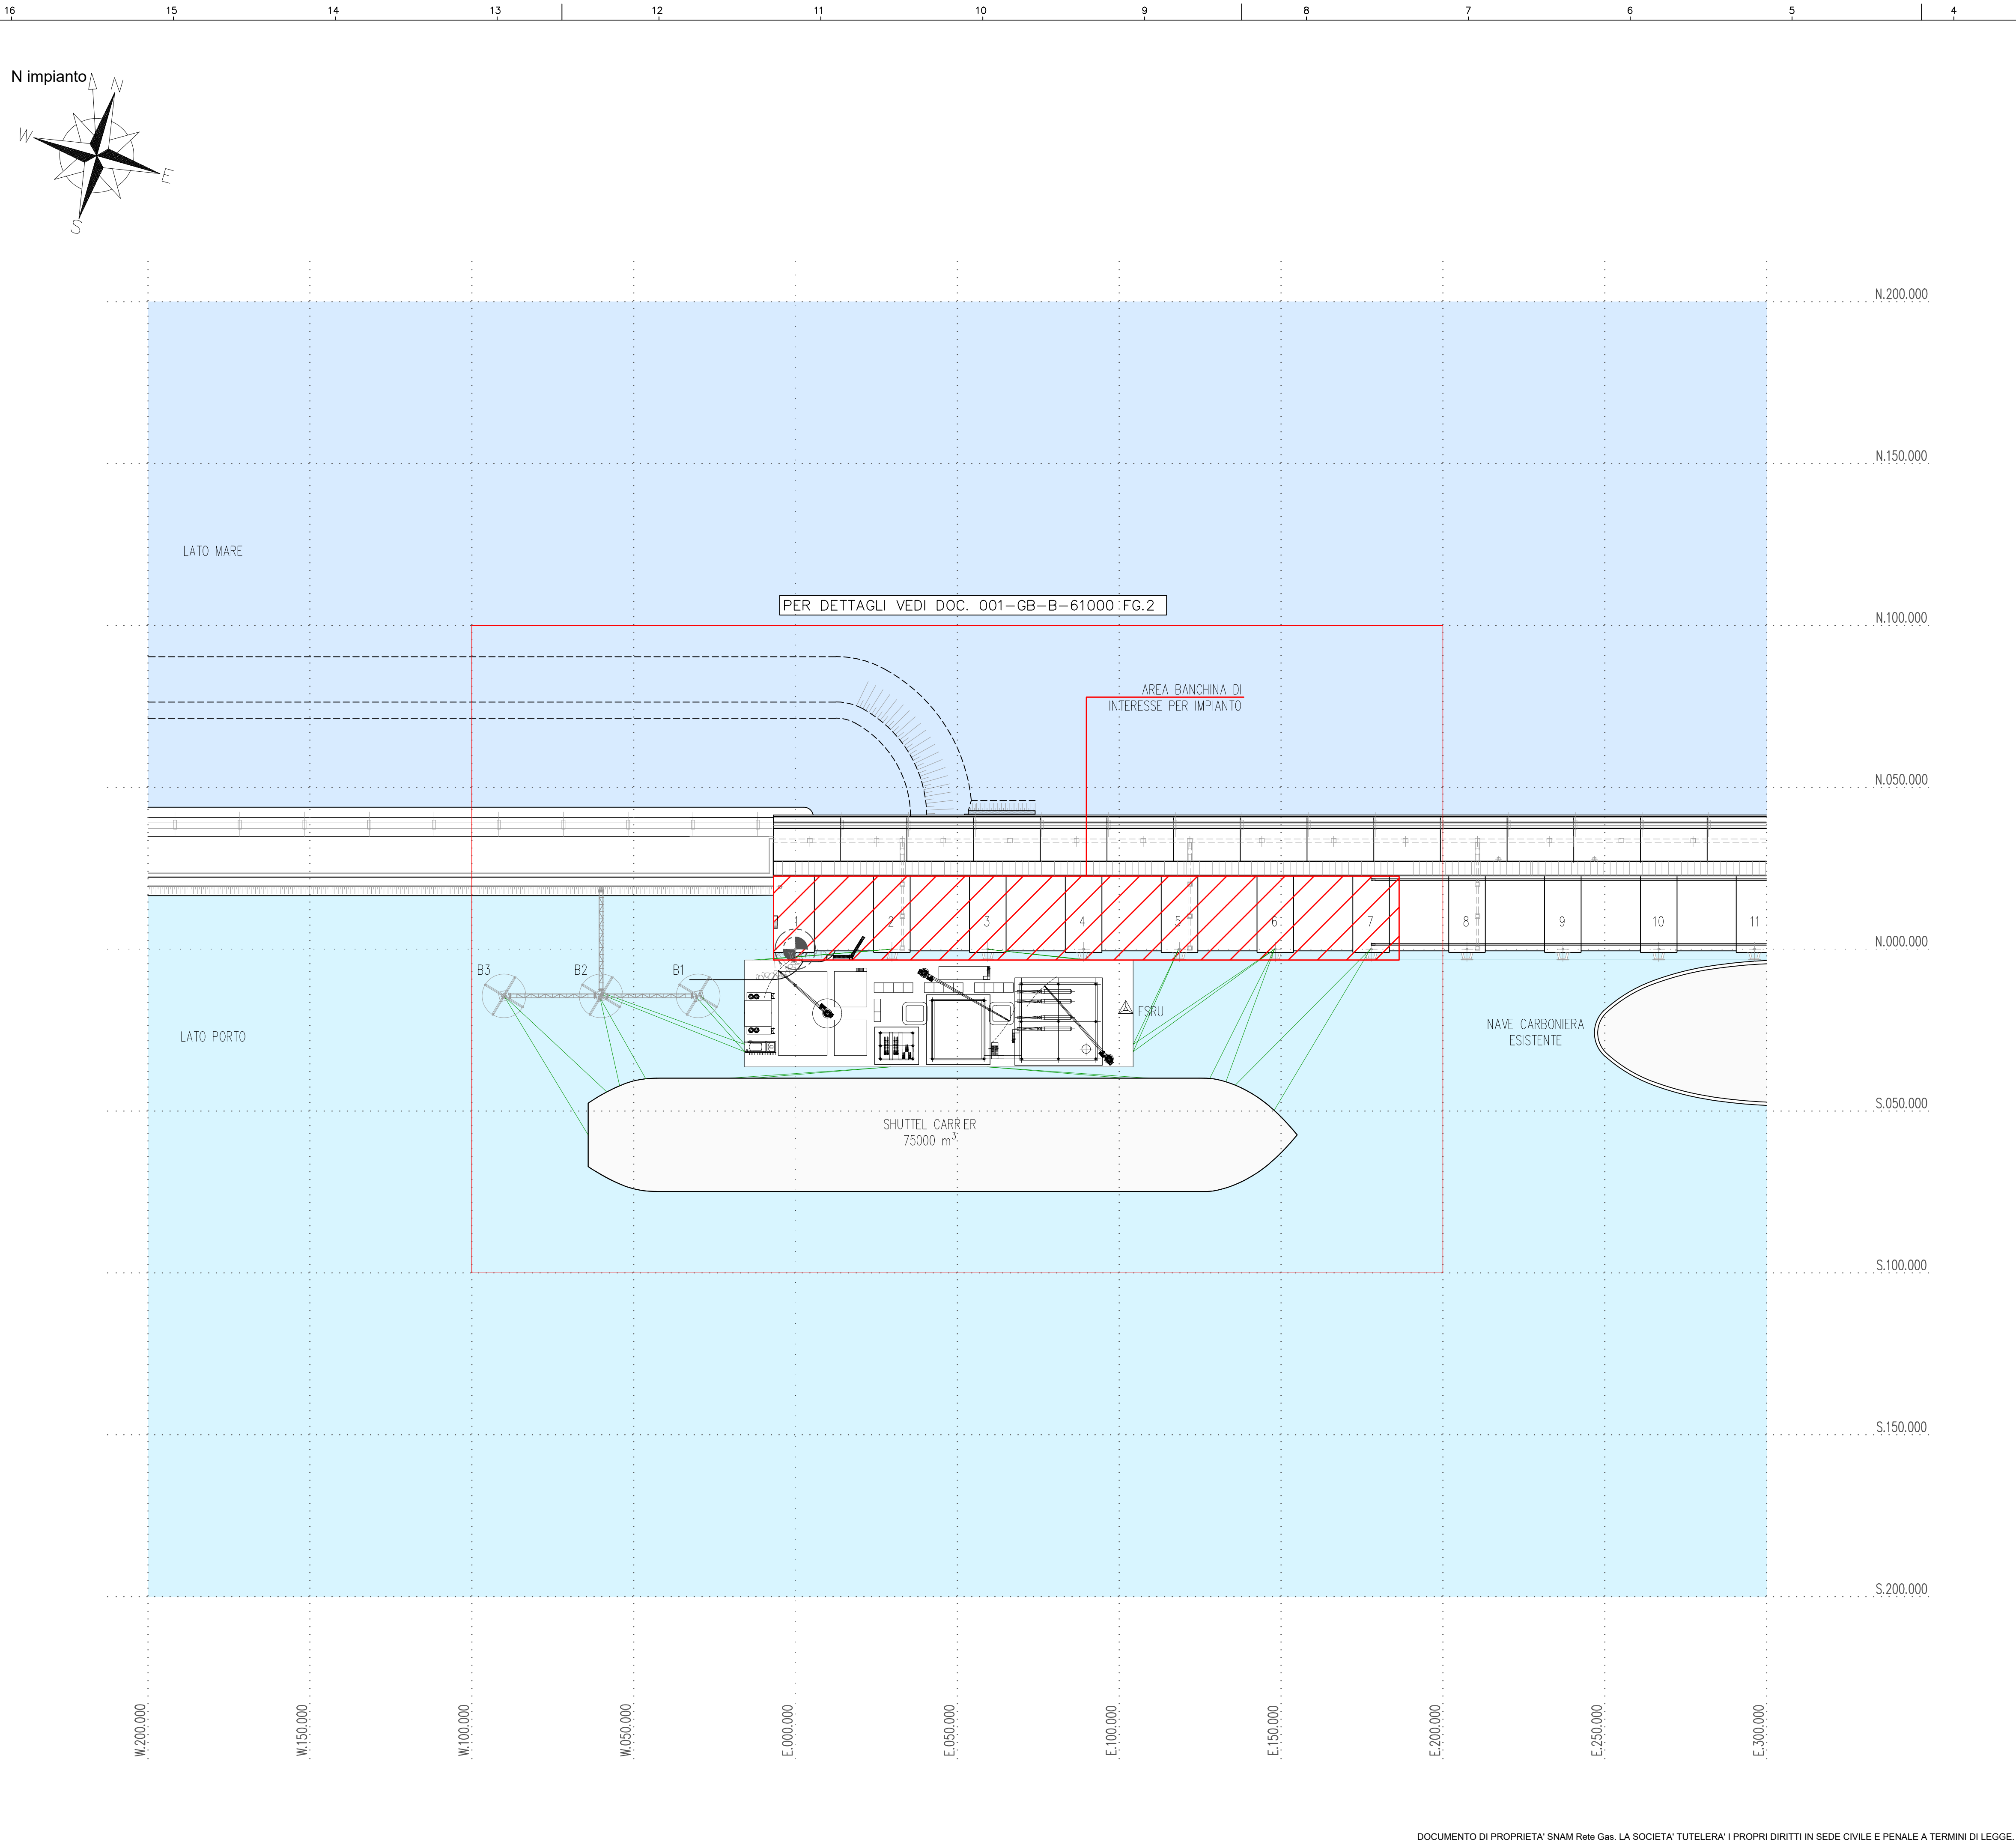 16 15 14 13 12 11 10 9 8 7 6 5 4
N impianto
N
W
E
S
N.200.000
N.150.000
LATO MARE
PER DETTAGLI VEDI DOC. 001-GB-B-61000 FG.2
N.100.000
AREA BANCHINA DI
INTERESSE PER IMPIANTO
N.050.000
1 2 3 4 5 6 7 8 9 10 11
N.000.000
B3 B2 B1
FSRU
LATO PORTO
NAVE CARBONIERA
ESISTENTE
S.050.000
SHUTTEL CARRIER
75000 m³
S.100.000
S.150.000
S.200.000
W.200.000
W.150.000
W.100.000
W.050.000
E.000.000
E.050.000
E.100.000
E.150.000
E.200.000
E.250.000
E.300.000
DOCUMENTO DI PROPRIETA' SNAM Rete Gas. LA SOCIETA' TUTELERA' I PROPRI DIRITTI IN SEDE CIVILE E PENALE A TERMINI DI LEGGE.